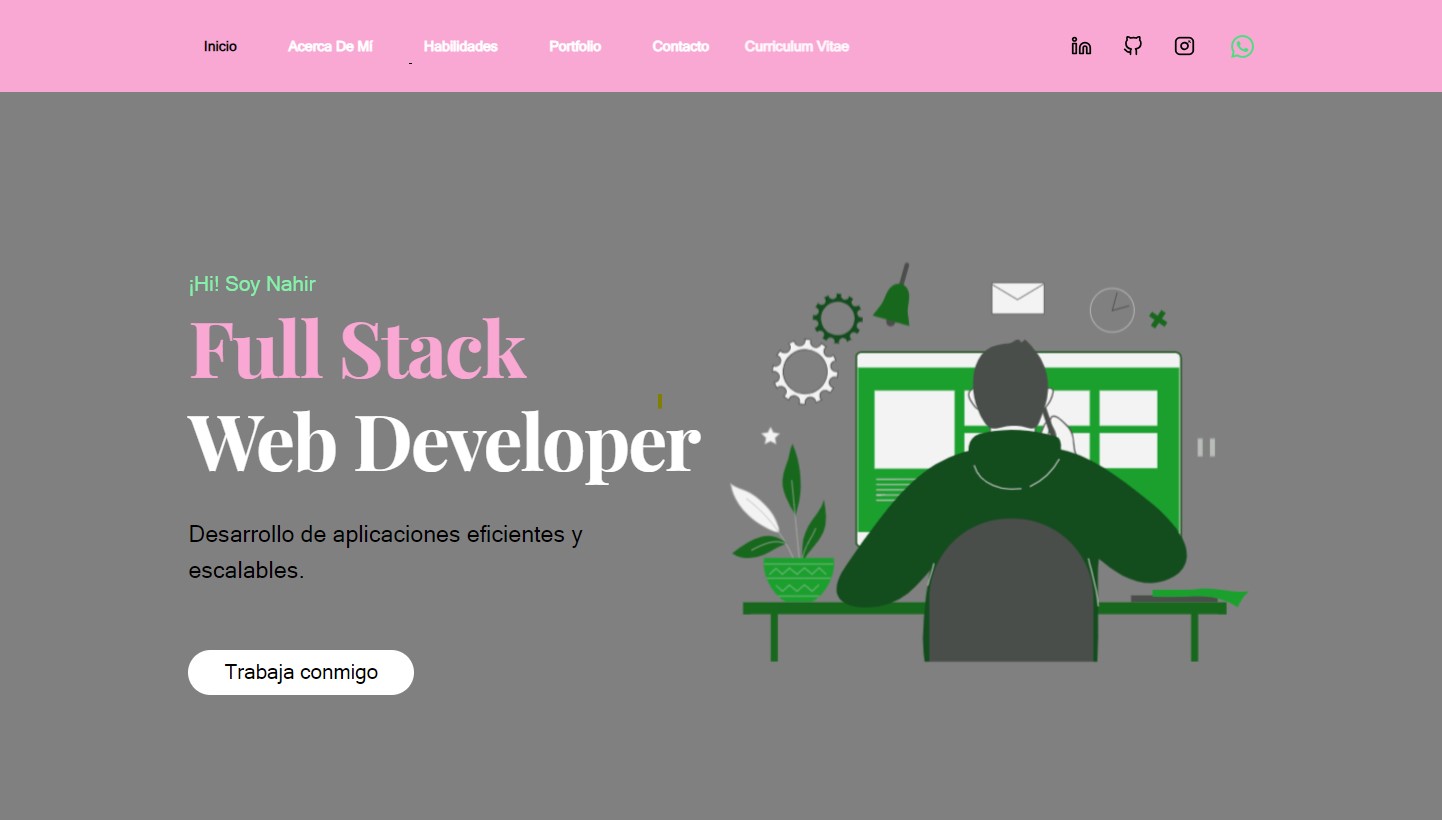 Inicio Acerca De Mí Habilidades Portfolio Contacto Curriculum Vitae
¡Hi! Soy Nahir
Full Stack
Web Developer
Desarrollo de aplicaciones eficientes y
escalables.
Trabaja conmigo